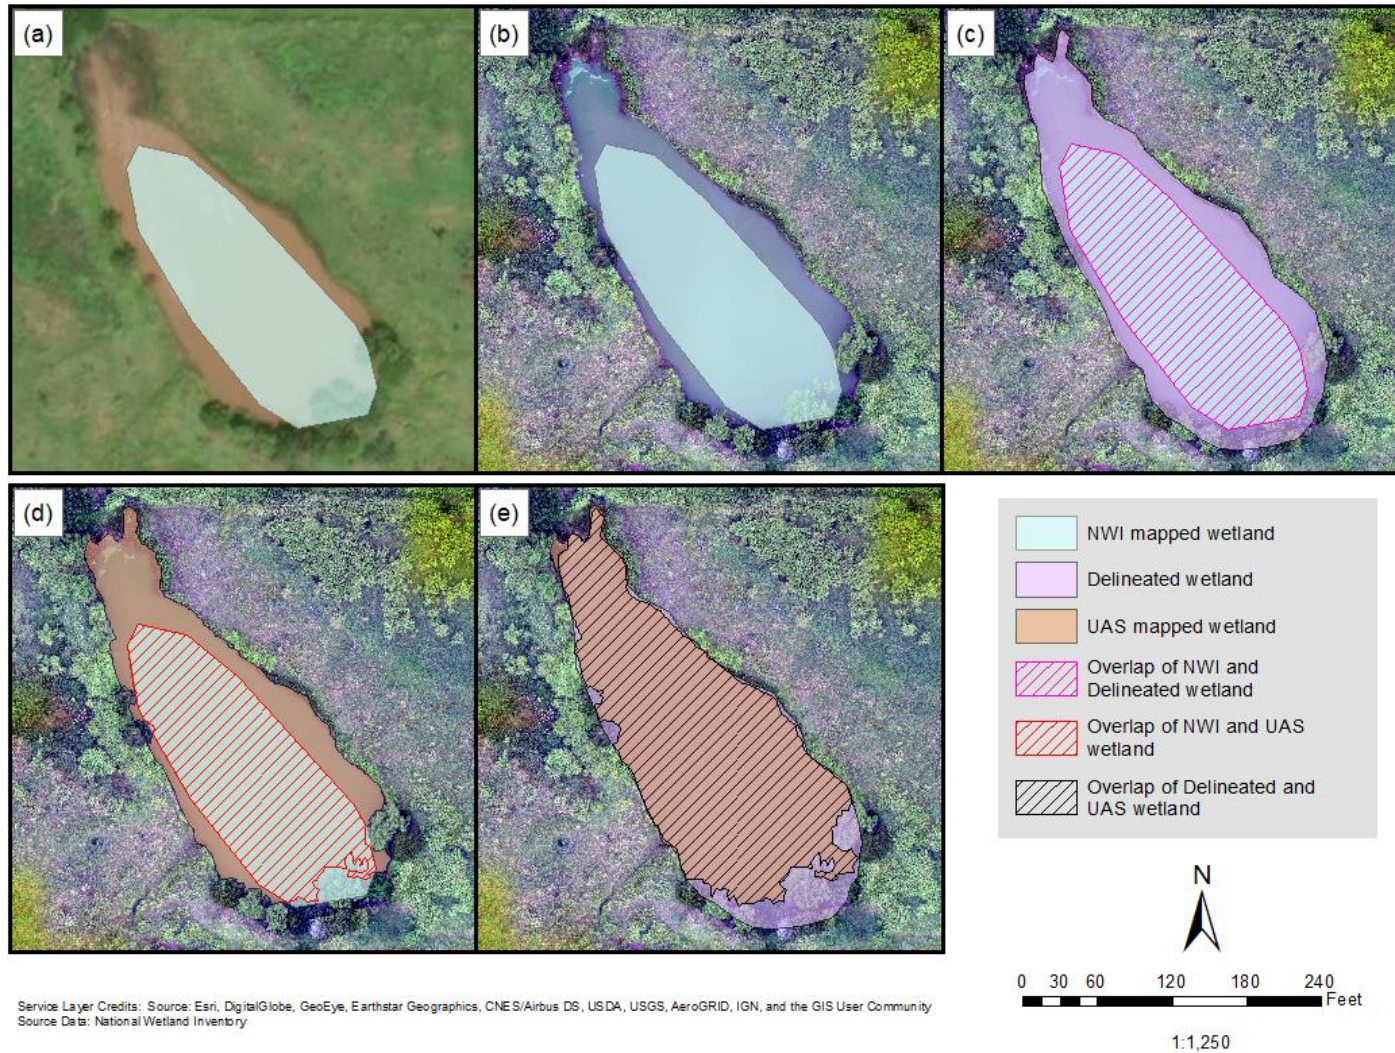 (a)
(b)
(c)
(d)
(e)
NWI mapped wetland
Delineated wetland
UAS mapped wetland
Overlap of NWI and
Delineated wetland
Overlap of NWI and UAS
wetland
Overlap of Delineated and
UAS wetland
N
0 30 60 120 180 240
Feet
1:1,250
Service Layer Credits: Source: Esri, DigitalGlobe, GeoEye, Earthstar Geographics, CNES/Airbus DS, USDA, USGS, AeroGRID, IGN, and the GIS User Community
Source Data: National Wetland Inventory